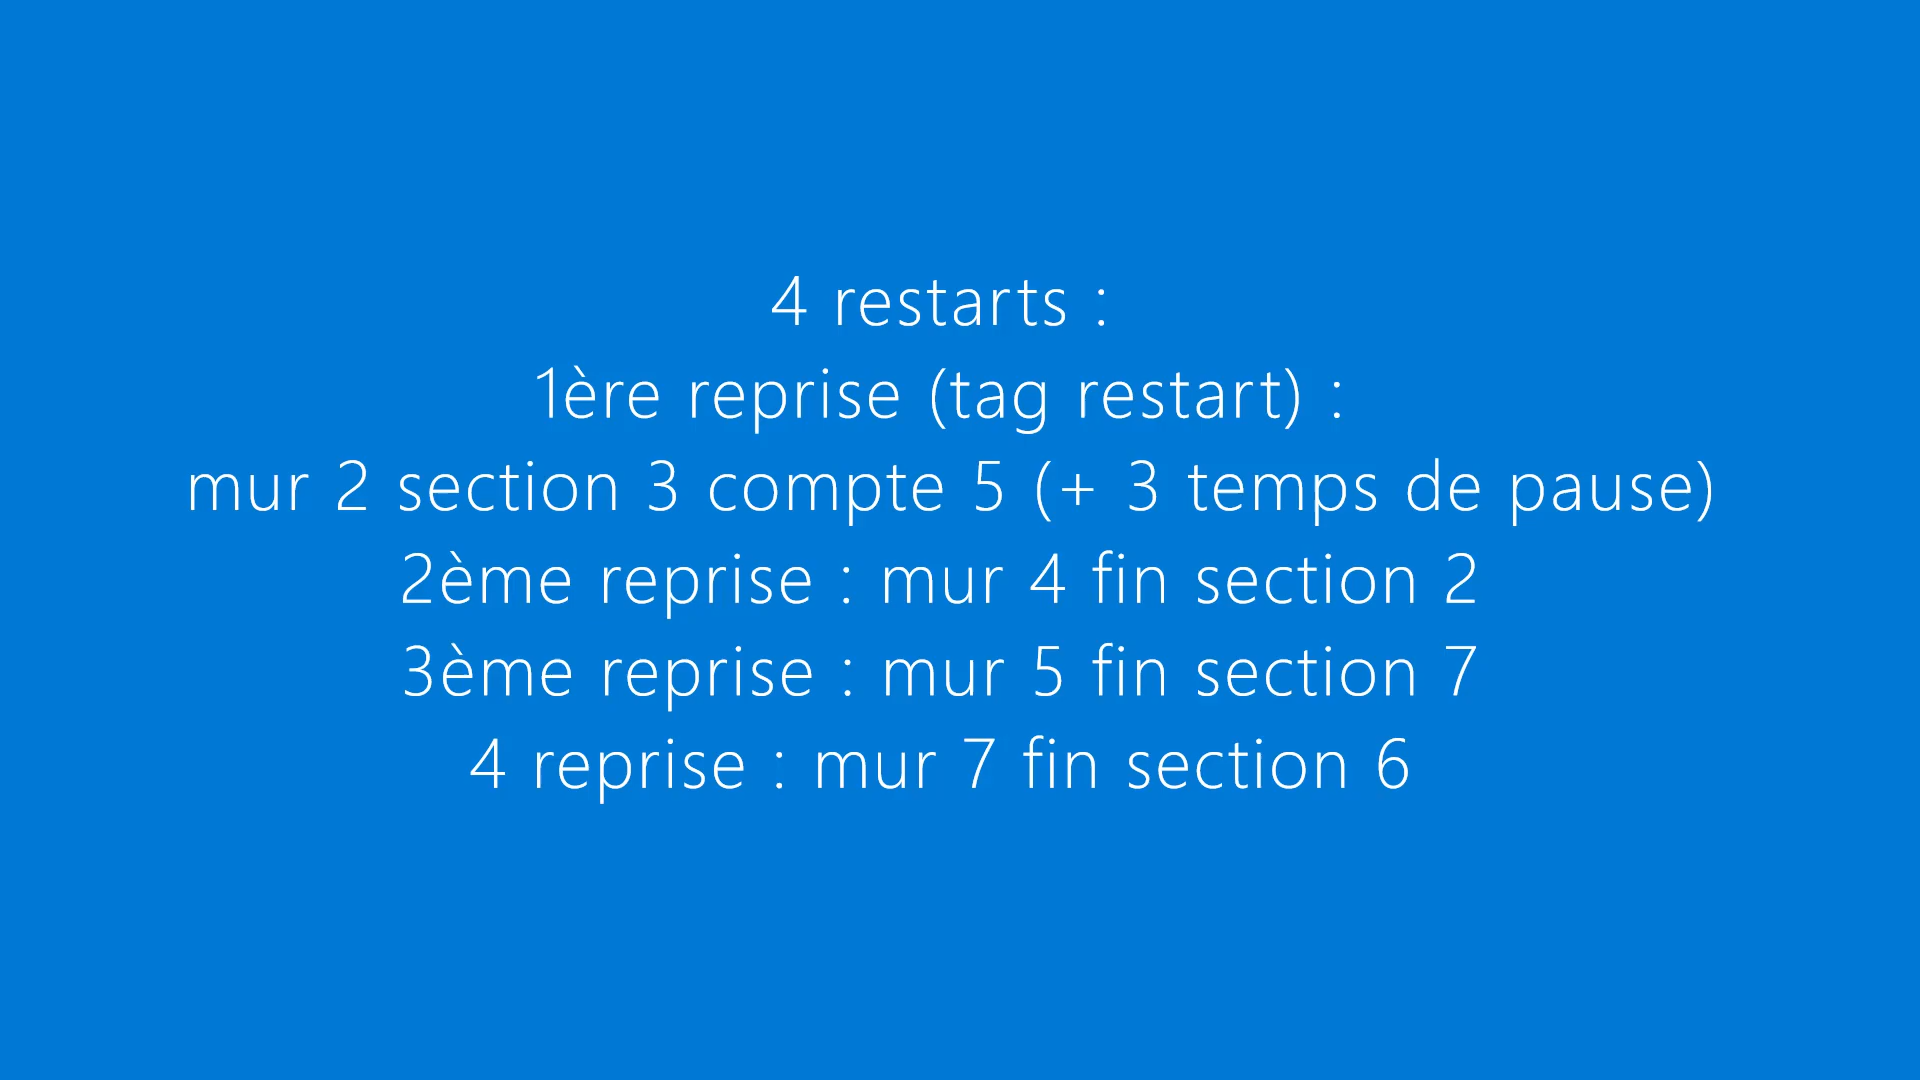 4 restarts :
1ère reprise (tag restart) :
mur 2 section 3 compte 5 (+ 3 temps de pause)
2ème reprise : mur 4 fin section 2
3ème reprise : mur 5 fin section 7
4 reprise : mur 7 fin section 6